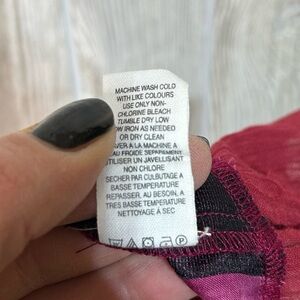 MACHINE WASH COLD
WITH LIKE COLOURS
USE ONLY NON-
CHLORINE BLEACH
TUMBLE DRY LOW
IRON AS NEEDED
OR DRY CLEAN
A LA MACHINE A
AU FROIDE SEPAREMENT
UTILISER UN JAVELLISANT
NON CHLORE
SECHER PAR CULBUTAGE A
BASSE TEMPERATURE
REPASSER, AU BESOIN, A
TRES BASSE TEMPERATURE
NETTOYAGE A SEC